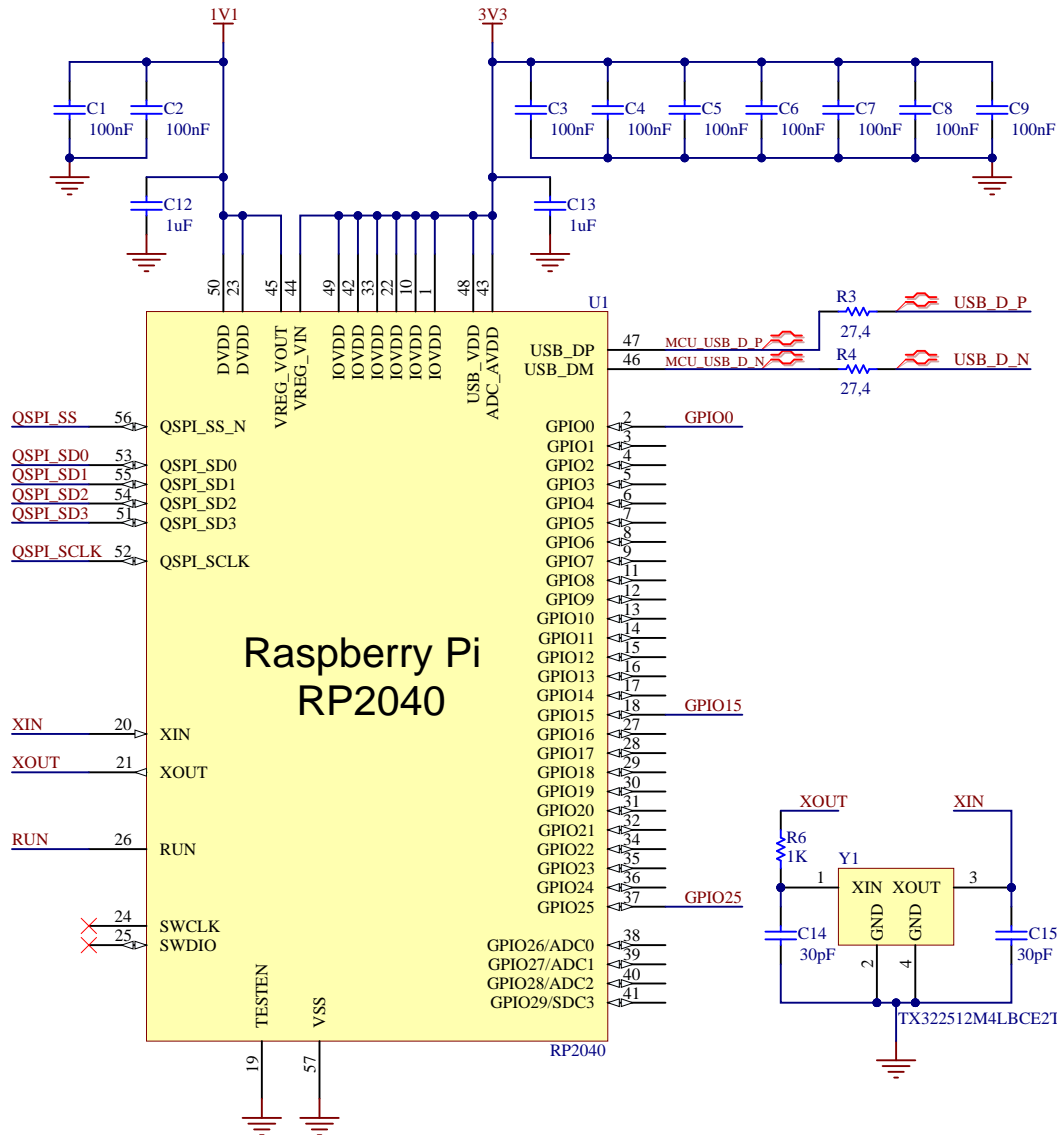 1V1
3V3
C1
100nF
C2
100nF
C3
100nF
C4
100nF
C5
100nF
C6
100nF
C7
100nF
C8
100nF
C9
100nF
C12
1uF
C13
1uF
50
23
45
44
49
42
33
22
10
1
48
43
U1
DVDD
DVDD
VREG_VOUT
VREG_VIN
IOVDD
IOVDD
IOVDD
IOVDD
IOVDD
IOVDD
USB_VDD
ADC_AVDD
USB_DP 47 MCU_USB_D_P
R3
27,4
USB_D_P
USB_DM 46 MCU_USB_D_N
R4
27,4
USB_D_N
QSPI_SS 56 QSPI_SS_N
QSPI_SD0 53 QSPI_SD0
QSPI_SD1 55 QSPI_SD1
QSPI_SD2 54 QSPI_SD2
QSPI_SD3 51 QSPI_SD3
QSPI_SCLK 52 QSPI_SCLK
GPIO0 2 GPIO0
GPIO1 3
GPIO2 4
GPIO3 5
GPIO4 6
GPIO5 7
GPIO6 8
GPIO7 9
GPIO8 11
GPIO9 12
GPIO10 13
GPIO11 14
GPIO12 15
GPIO13 16
GPIO14 17
GPIO15 18 GPIO15
GPIO16 27
GPIO17 28
GPIO18 29
GPIO19 30
GPIO20 31
GPIO21 32
GPIO22 34
GPIO23 35
GPIO24 36
GPIO25 37 GPIO25
GPIO26/ADC0 38
GPIO27/ADC1 39
GPIO28/ADC2 40
GPIO29/SDC3 41
Raspberry Pi
RP2040
XIN 20 XIN
XOUT 21 XOUT
RUN 26 RUN
24 SWCLK
25 SWDIO
TESTEN
VSS
19
57
RP2040
XOUT
XIN
R6
1K
Y1
1 XIN XOUT 3
GND
GND
2
4
C14
30pF
C15
30pF
TX322512M4LBCE2T